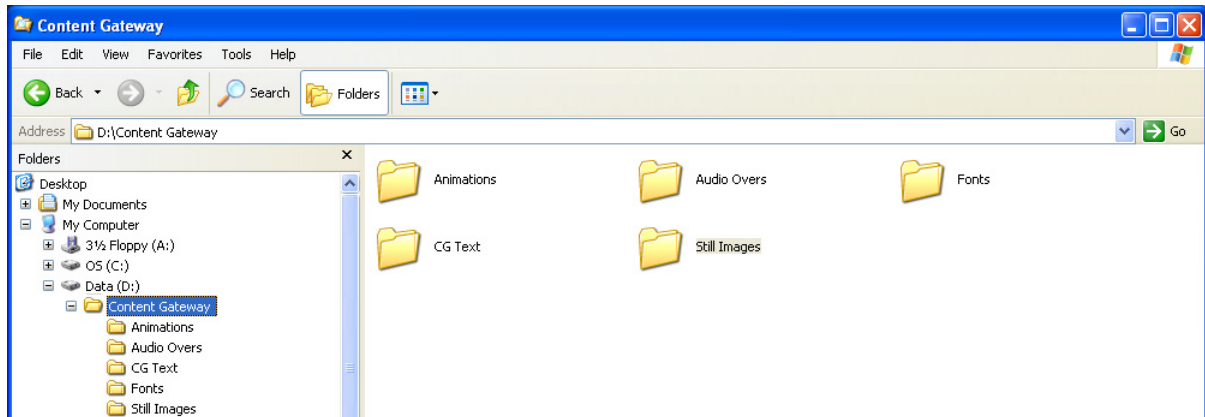 Content Gateway
File Edit View Favorites Tools Help
Back Search Folders
Address D:\Content Gateway Go
Folders
Desktop
My Documents
My Computer
3½ Floppy (A:)
OS (C:)
Data (D:)
Content Gateway
Animations
Audio Overs
CG Text
Fonts
Still Images
Animations Audio Overs Fonts
CG Text Still Images